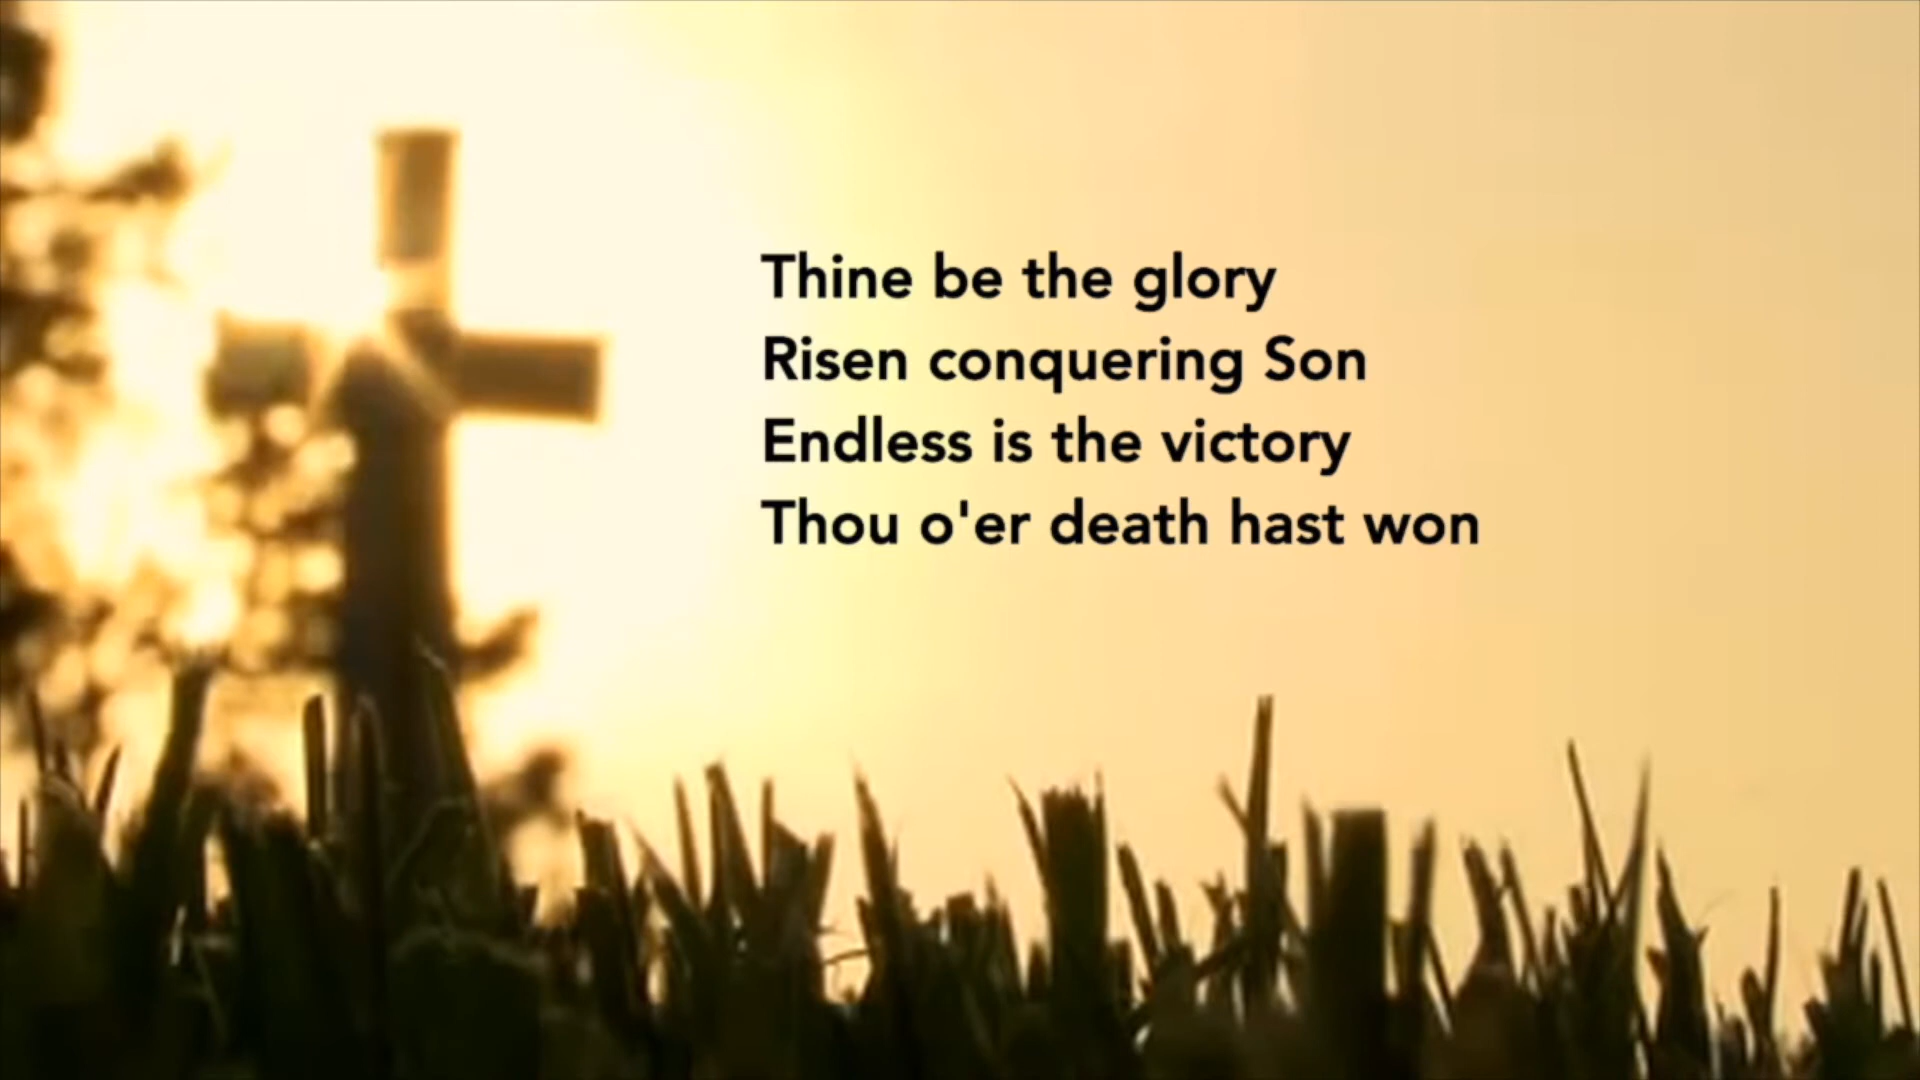 Thine be the glory
Risen conquering Son
Endless is the victory
Thou o'er death hast won